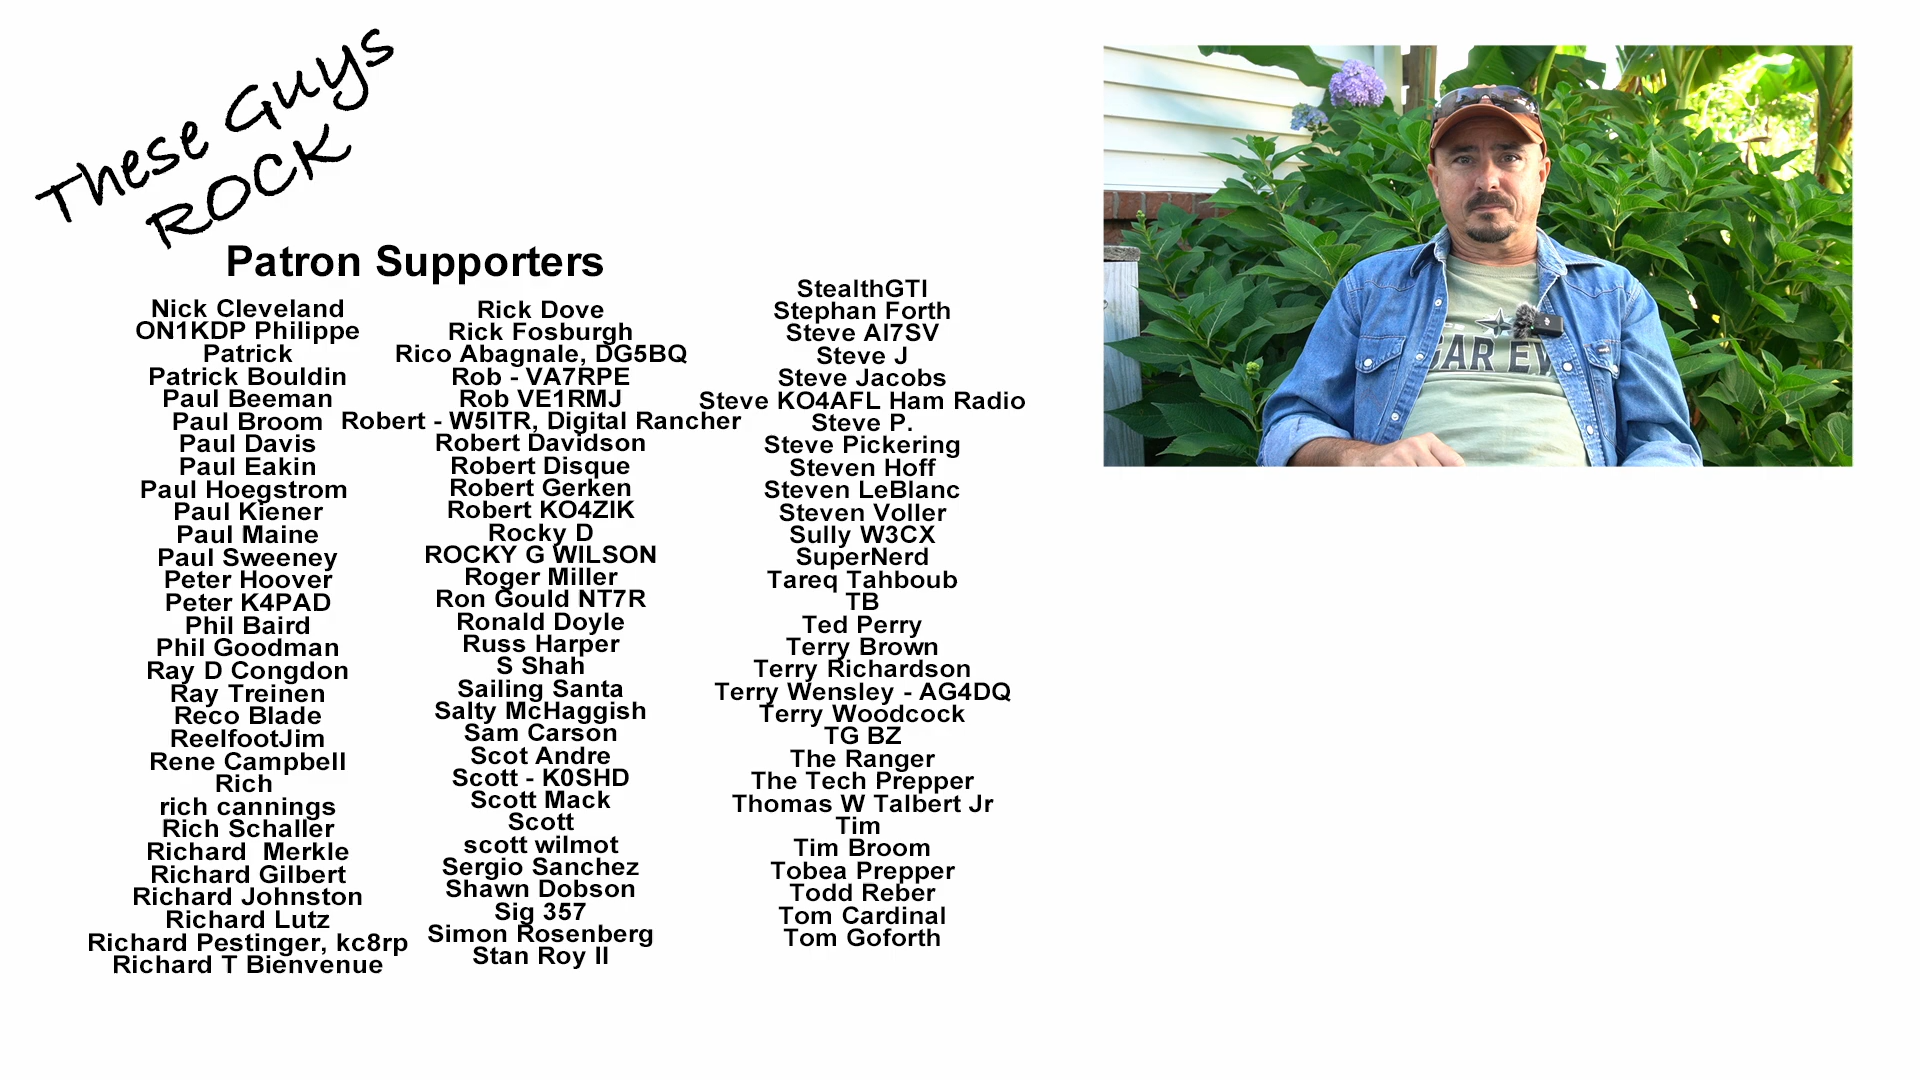 These Guys
ROCK
Patron Supporters
Nick Cleveland
ON1KDP Philippe
Patrick
Patrick Bouldin
Paul Beeman
Paul Broom
Paul Davis
Paul Eakin
Paul Hoegstrom
Paul Kiener
Paul Maine
Paul Sweeney
Peter Hoover
Peter K4PAD
Phil Baird
Phil Goodman
Ray D Congdon
Ray Treinen
Reco Blade
ReelfootJim
Rene Campbell
Rich
rich cannings
Rich Schaller
Richard  Merkle
Richard Gilbert
Richard Johnston
Richard Lutz
Richard Pestinger, kc8rp
Richard T Bienvenue
Rick Dove
Rick Fosburgh
Rico Abagnale, DG5BQ
Rob - VA7RPE
Rob VE1RMJ
Robert - W5ITR, Digital Rancher
Robert Davidson
Robert Disque
Robert Gerken
Robert KO4ZIK
Rocky D
ROCKY G WILSON
Roger Miller
Ron Gould NT7R
Ronald Doyle
Russ Harper
S Shah
Sailing Santa
Salty McHaggish
Sam Carson
Scot Andre
Scott - K0SHD
Scott Mack
Scott
scott wilmot
Sergio Sanchez
Shawn Dobson
Sig 357
Simon Rosenberg
Stan Roy II
StealthGTI
Stephan Forth
Steve AI7SV
Steve J
Steve Jacobs
Steve KO4AFL Ham Radio
Steve P.
Steve Pickering
Steven Hoff
Steven LeBlanc
Steven Voller
Sully W3CX
SuperNerd
Tareq Tahboub
TB
Ted Perry
Terry Brown
Terry Richardson
Terry Wensley - AG4DQ
Terry Woodcock
TG BZ
The Ranger
The Tech Prepper
Thomas W Talbert Jr
Tim
Tim Broom
Tobea Prepper
Todd Reber
Tom Cardinal
Tom Goforth